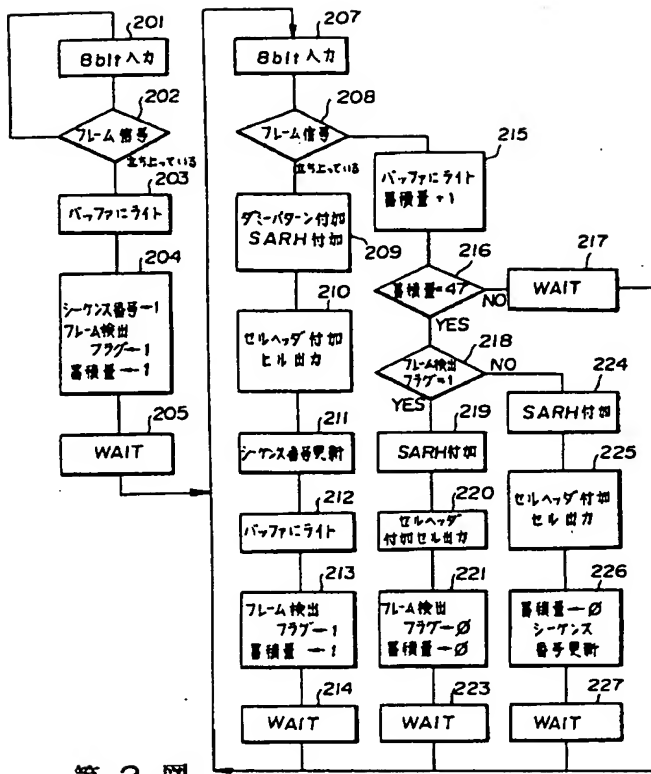 201
8bit 入力
202
フレーム信号
立ち上っている
203
バッファにライト
204
シーケンス番号←1
フレーム検出
フラグ←1
蓄積量←1
205
WAIT
207
8bit 入力
208
フレーム信号
立ち上っている
ダミーパターン付加
SARH付加
209
210
セルヘッダ付加
ヒル出力
211
シーケンス番号更新
212
バッファにライト
213
フレーム検出
フラグ←1
蓄積量←1
214
WAIT
215
バッファにライト
蓄積量+1
216
蓄積量=47
NO
YES
217
WAIT
218
フレーム検出
フラグ=1
NO
YES
219
SARH付加
220
セルヘッダ
付加セル出力
221
フレーム検出
フラグ←Ø
蓄積量←Ø
223
WAIT
224
SARH付加
225
セルヘッダ付加
セル出力
226
蓄積量←Ø
シーケンス
番号更新
227
WAIT